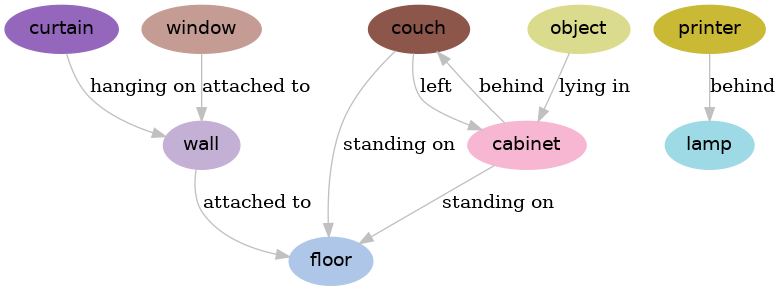 curtain
window
couch
object
printer
hanging on
attached to
left
behind
lying in
behind
wall
standing on
cabinet
lamp
attached to
standing on
floor